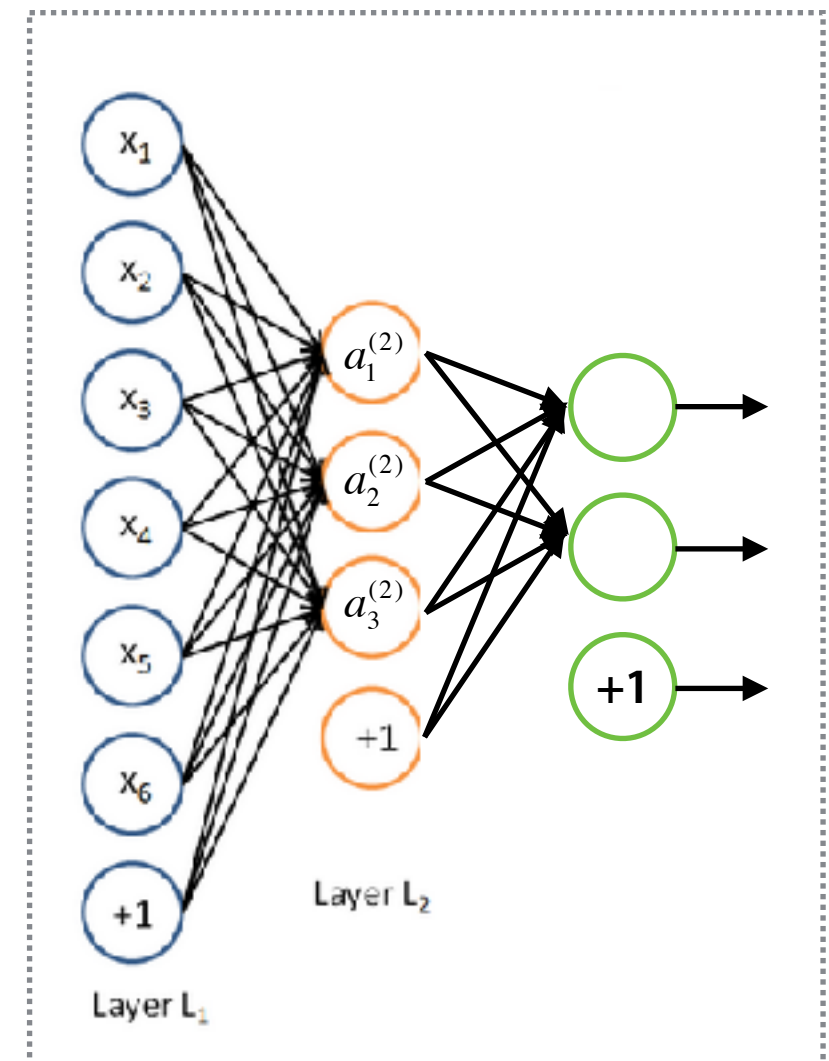 x₁
x₂
x₃
x₄
x₅
x₆
+1
Layer L₁
a₁⁽²⁾
a₂⁽²⁾
a₃⁽²⁾
+1
Layer L₂
+1